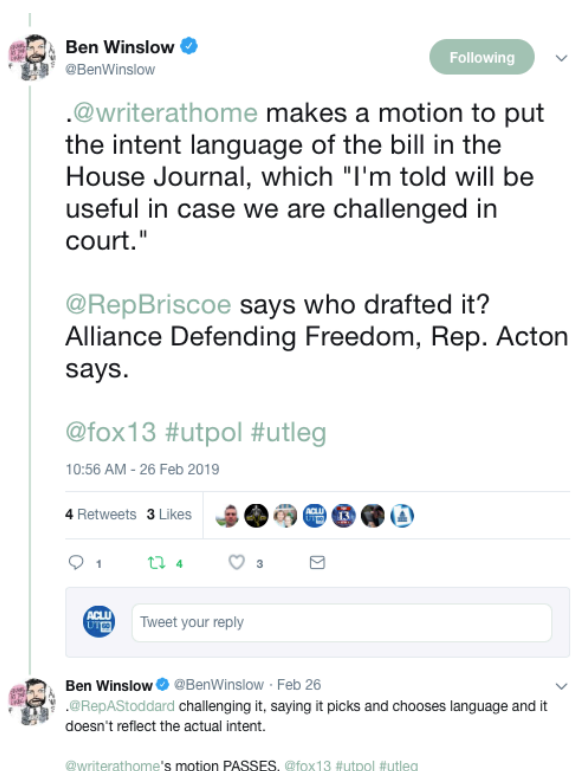 Ben Winslow
@BenWinslow
Following
.@writerathome makes a motion to put
the intent language of the bill in the
House Journal, which "I'm told will be
useful in case we are challenged in
court."
@RepBriscoe says who drafted it?
Alliance Defending Freedom, Rep. Acton
says.
@fox13 #utpol #utleg
10:56 AM - 26 Feb 2019
4 Retweets 3 Likes
1 4 3
ACLU
Tweet your reply
Ben Winslow @BenWinslow · Feb 26
.@RepAStoddard challenging it, saying it picks and chooses language and it
doesn't reflect the actual intent.
@writerathome's motion PASSES. @fox13 #utpol #utleg